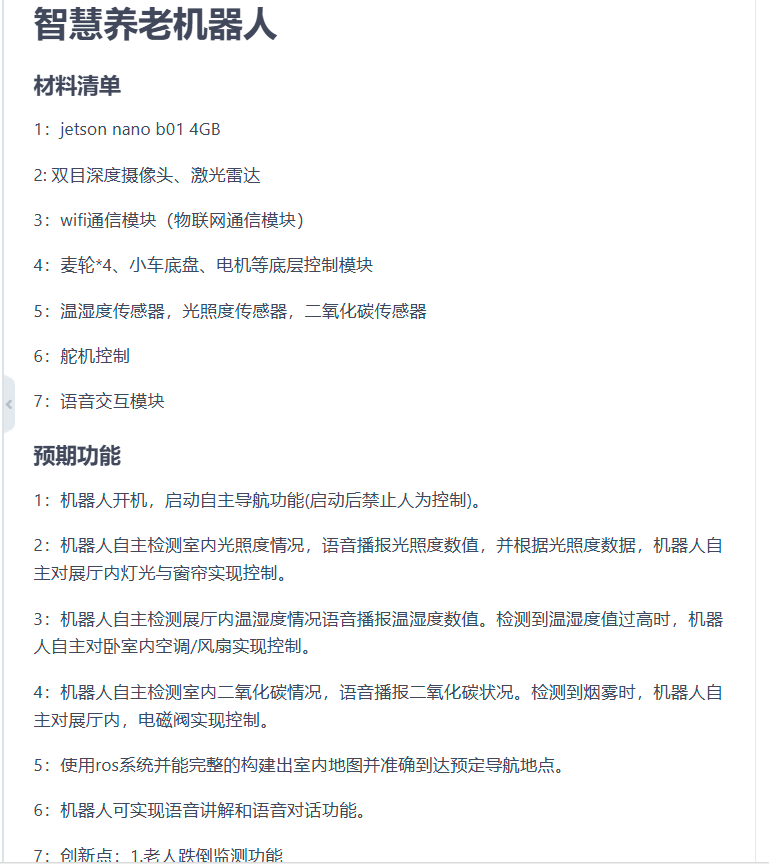 智慧养老机器人
材料清单
1：jetson nano b01 4GB
2: 双目深度摄像头、激光雷达
3：wifi通信模块（物联网通信模块）
4：麦轮*4、小车底盘、电机等底层控制模块
5：温湿度传感器，光照度传感器，二氧化碳传感器
6：舵机控制
7：语音交互模块
预期功能
1：机器人开机，启动自主导航功能(启动后禁止人为控制)。
2：机器人自主检测室内光照度情况，语音播报光照度数值，并根据光照度数据，机器人自
主对展厅内灯光与窗帘实现控制。
3：机器人自主检测展厅内温湿度情况语音播报温湿度数值。检测到温湿度值过高时，机器
人自主对卧室内空调/风扇实现控制。
4：机器人自主检测室内二氧化碳情况，语音播报二氧化碳状况。检测到烟雾时，机器人自
主对展厅内，电磁阀实现控制。
5：使用ros系统并能完整的构建出室内地图并准确到达预定导航地点。
6：机器人可实现语音讲解和语音对话功能。
7：创新点：1.老人跌倒监测功能